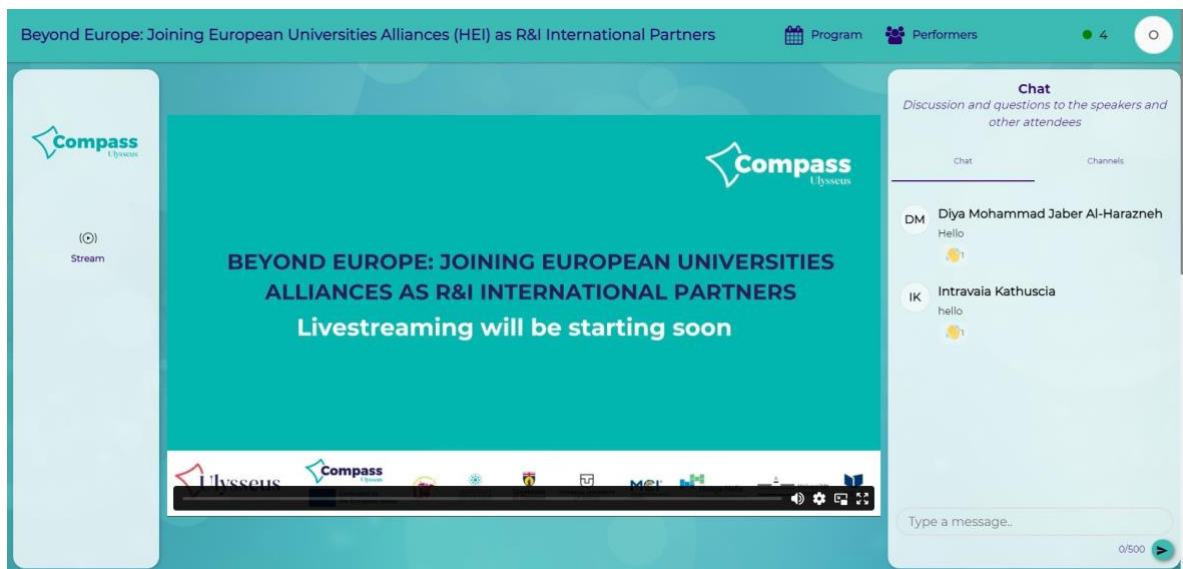 Beyond Europe: Joining European Universities Alliances (HEI) as R&I International Partners
Program
Performers
4
O
Compass
Ulysseus
Stream
Compass
Ulysseus
BEYOND EUROPE: JOINING EUROPEAN UNIVERSITIES
ALLIANCES AS R&I INTERNATIONAL PARTNERS
Livestreaming will be starting soon
Ulysseus
Compass
MCI
Chat
Discussion and questions to the speakers and
other attendees
Chat
Channels
DM
Diya Mohammad Jaber Al-Harazneh
Hello
1
IK
Intravaia Kathuscia
hello
1
Type a message..
0/500